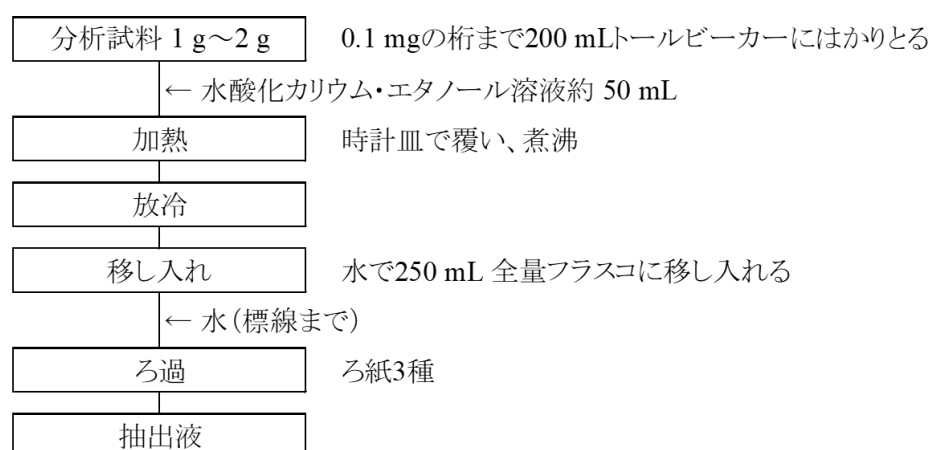 分析試料 1 g～2 g 0.1 mgの桁まで200 mLトールビーカーにはかりとる
← 水酸化カリウム・エタノール溶液約 50 mL
加熱 時計皿で覆い、煮沸
放冷
移し入れ 水で250 mL 全量フラスコに移し入れる
← 水（標線まで）
ろ過 ろ紙3種
抽出液